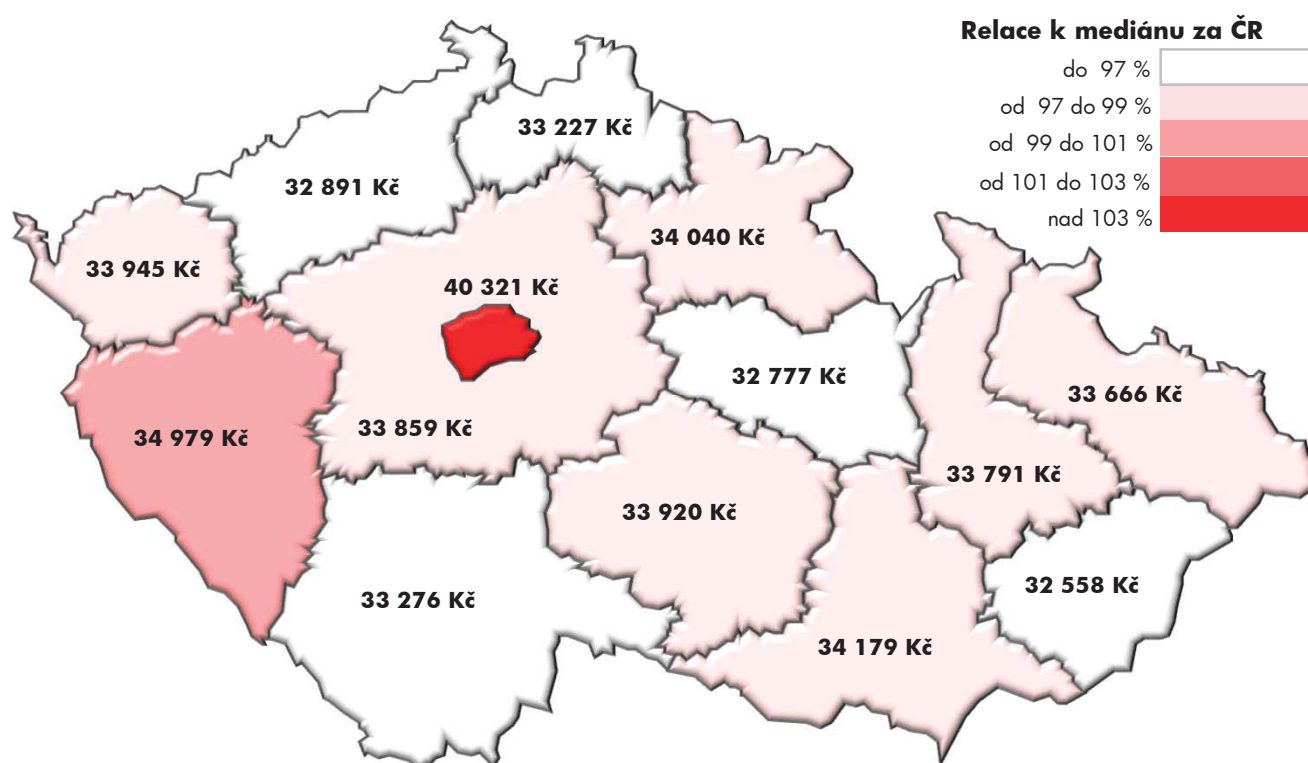 Relace k mediánu za ČR
do 97 %
od 97 do 99 %
od 99 do 101 %
od 101 do 103 %
nad 103 %
33 227 Kč
32 891 Kč
34 040 Kč
33 945 Kč
40 321 Kč
32 777 Kč
33 666 Kč
34 979 Kč
33 859 Kč
33 791 Kč
33 920 Kč
32 558 Kč
33 276 Kč
34 179 Kč